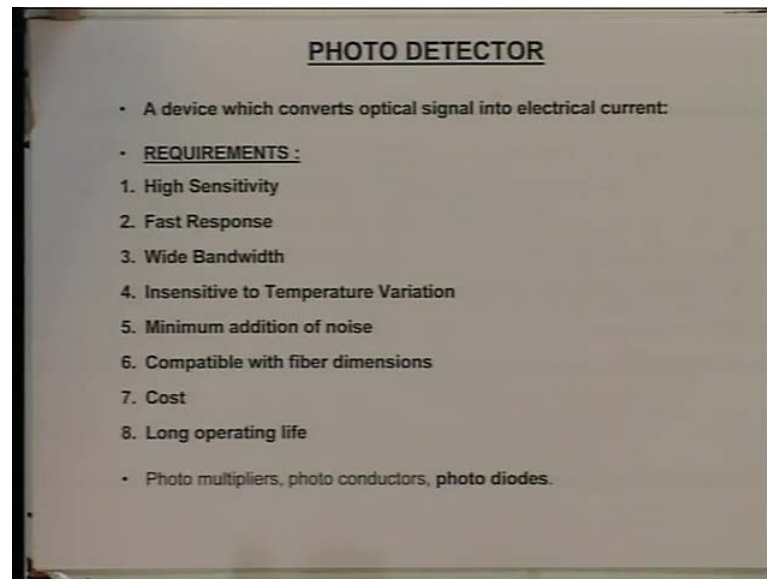 PHOTO DETECTOR
• A device which converts optical signal into electrical current:
• REQUIREMENTS :
1. High Sensitivity
2. Fast Response
3. Wide Bandwidth
4. Insensitive to Temperature Variation
5. Minimum addition of noise
6. Compatible with fiber dimensions
7. Cost
8. Long operating life
• Photo multipliers, photo conductors, photo diodes.